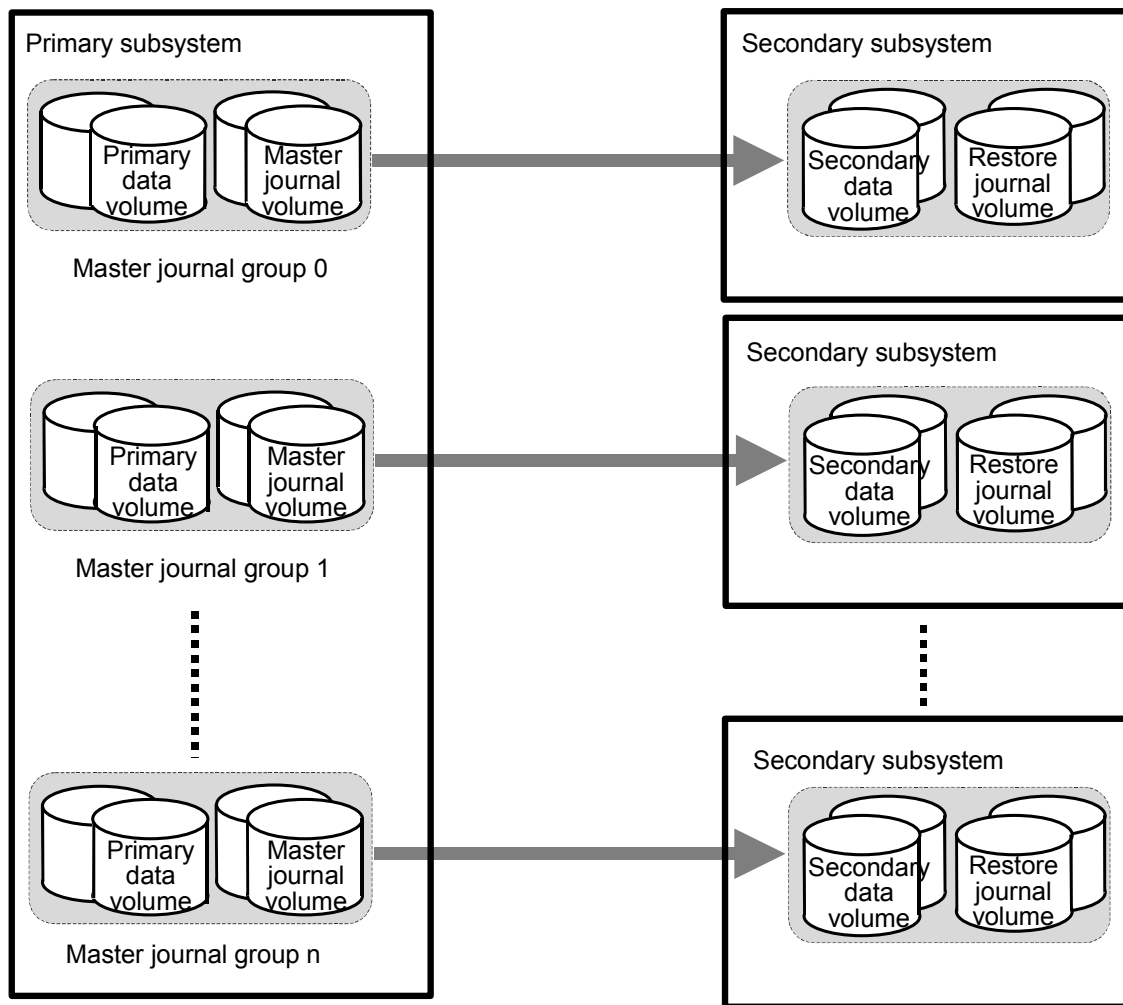 Primary subsystem
Primary
data
volume
Master
journal
volume
Master journal group 0
Secondary subsystem
Secondary
data
volume
Restore
journal
volume
Primary
data
volume
Master
journal
volume
Master journal group 1
Secondary subsystem
Secondary
data
volume
Restore
journal
volume
Primary
data
volume
Master
journal
volume
Master journal group n
Secondary subsystem
Secondary
data
volume
Restore
journal
volume